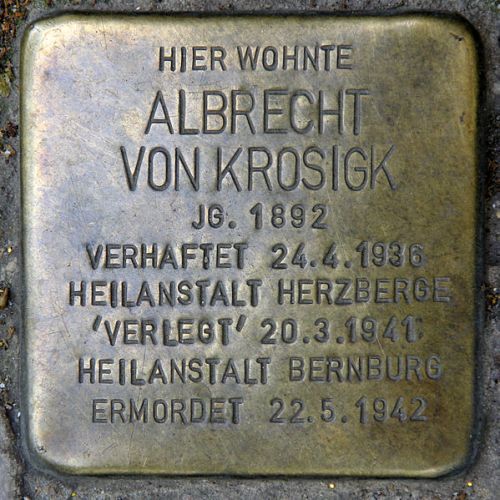 HIER WOHNTE
ALBRECHT
VON KROSIGK
JG. 1892
VERHAFTET 24.4.1936
HEILANSTALT HERZBERGE
'VERLEGT' 20.3.1941
HEILANSTALT BERNBURG
ERMORDET 22.5.1942